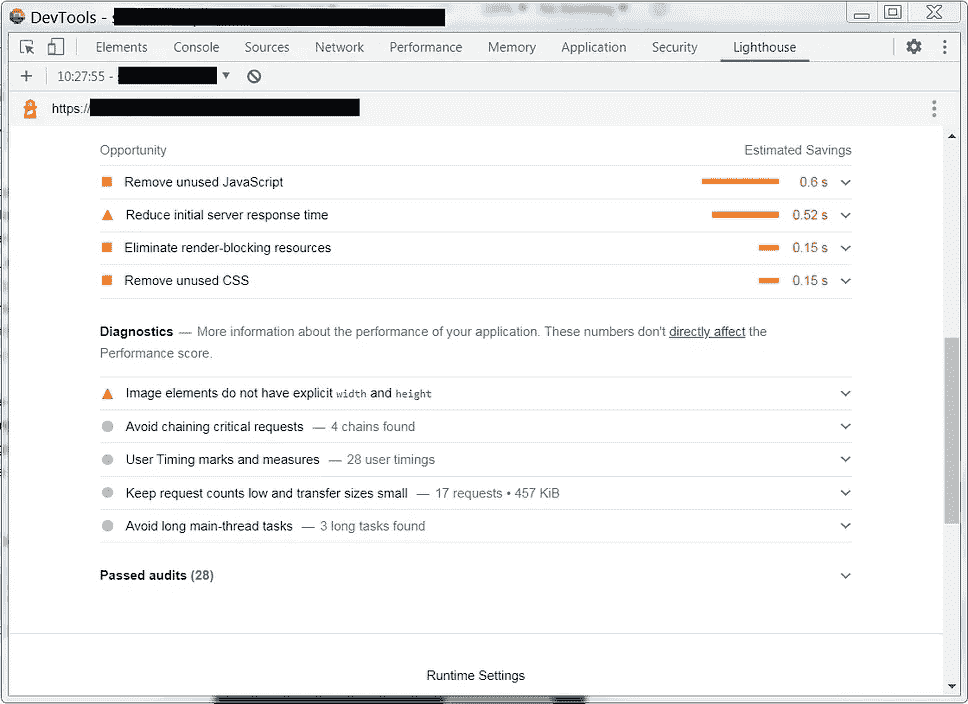 DevTools -
Elements Console Sources Network Performance Memory Application Security Lighthouse
10:27:55 -
https://
Opportunity Estimated Savings
Remove unused JavaScript 0.6 s
Reduce initial server response time 0.52 s
Eliminate render-blocking resources 0.15 s
Remove unused CSS 0.15 s
Diagnostics — More information about the performance of your application. These numbers don't directly affect the
Performance score.
Image elements do not have explicit width and height
Avoid chaining critical requests — 4 chains found
User Timing marks and measures — 28 user timings
Keep request counts low and transfer sizes small — 17 requests • 457 KiB
Avoid long main-thread tasks — 3 long tasks found
Passed audits (28)
Runtime Settings